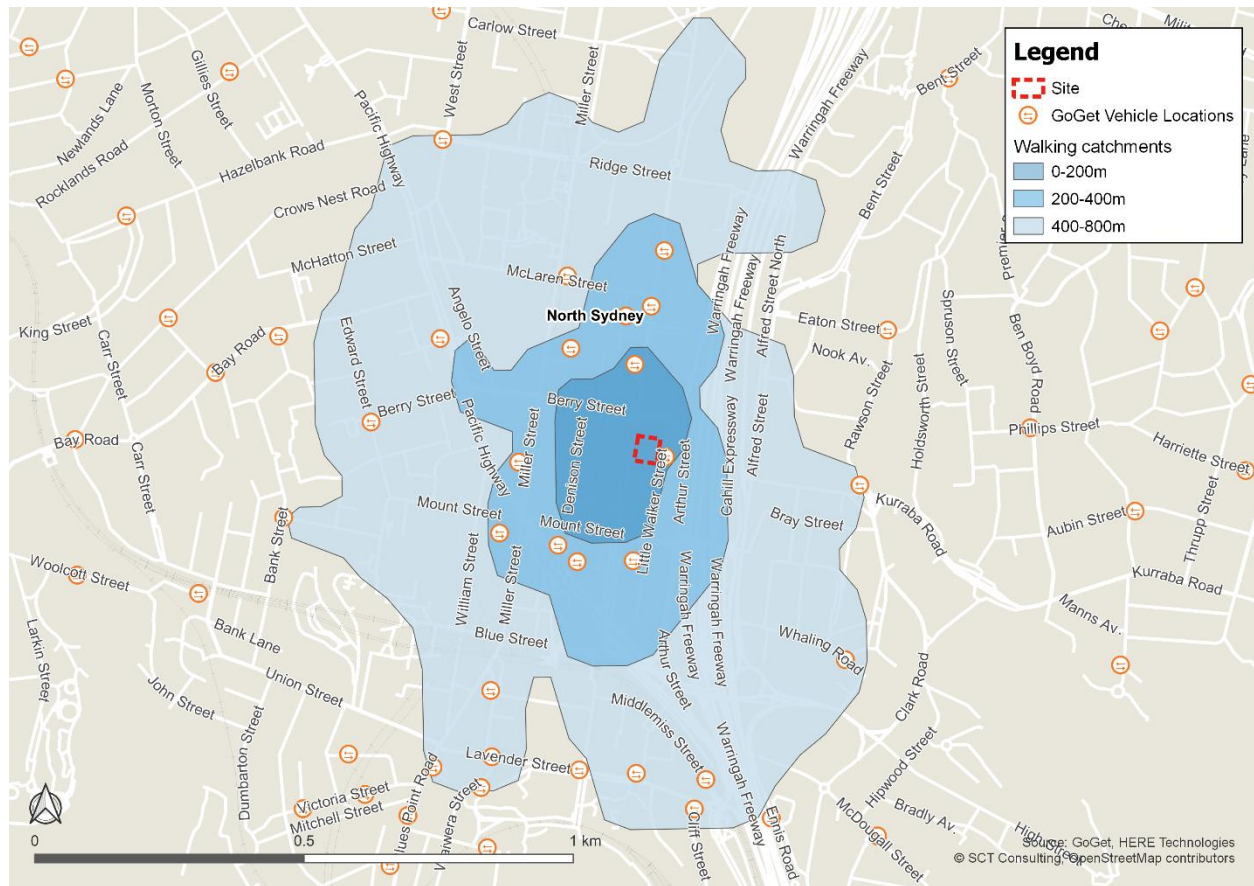 Carlow Street
Legend
Site
GoGet Vehicle Locations
Walking catchments
0-200m
200-400m
400-800m
Gillies Street
Newlands Lane
Morton Street
Rocklands Road
Pacific Highway
West Street
Miller Street
Warringah Freeway
Bent Street
Hazelbank Road
Ridge Street
Crows Nest Road
Bent Street
McHatton Street
McLaren Street
Warringah Freeway
Warringah Freeway
Alfred Street North
North Sydney
King Street
Carr Street
Bay Road
Edward Street
Angelo Street
Eaton Street
Nook Av.
Spruson Street
Ben Boyd Road
Rawson Street
Holdsworth Street
Berry Street
Berry Street
Pacific Highway
Miller Street
Denison Street
Little Walker Street
Arthur Street
Cahill Expressway
Alfred Street
Phillips Street
Harriette Street
Bay Road
Carr Street
Mount Street
Mount Street
Bray Street
Kurraba Road
Aubin Street
Thrupp Street
Bank Street
Woolcott Street
William Street
Miller Street
Warringah Freeway
Warringah Freeway
Kurraba Road
Manns Av.
Larkin Street
Bank Lane
Blue Street
Whaling Road
Union Street
John Street
Arthur Street
Clark Road
Dumbarton Street
Middlemiss Street
Lavender Street
Warringah Freeway
Hipwood Street
Victoria Street
Mitchell Street
Cliff Street
Ennis Road
McDougall Street
Bradly Av.
High Street
0
0.5
1 km
Source: GoGet, HERE Technologies
© SCT Consulting, OpenStreetMap contributors